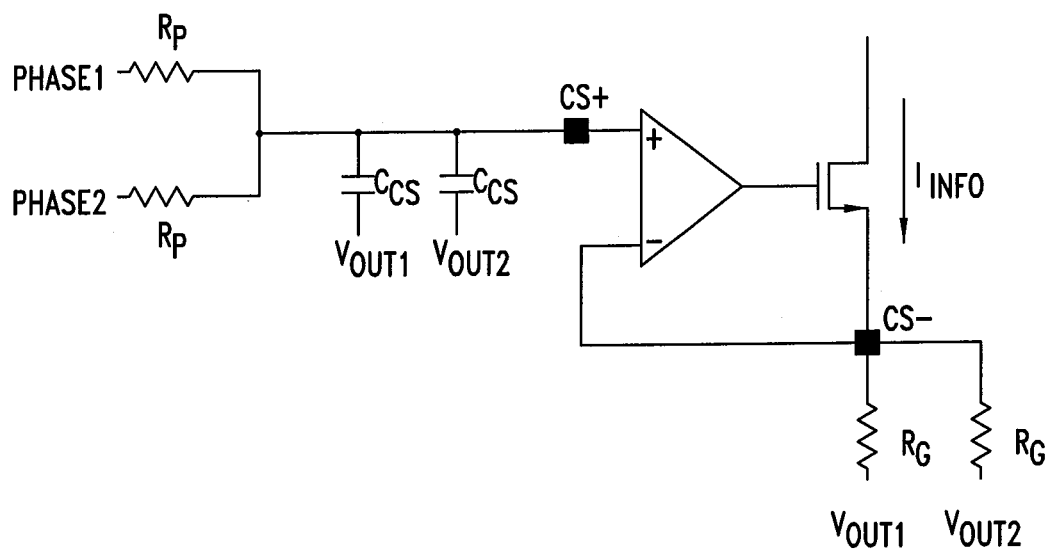 RP
PHASE1
PHASE2
RP
CCS
CCS
VOUT1
VOUT2
CS+
+
−
IINFO
CS−
RG
RG
VOUT1
VOUT2